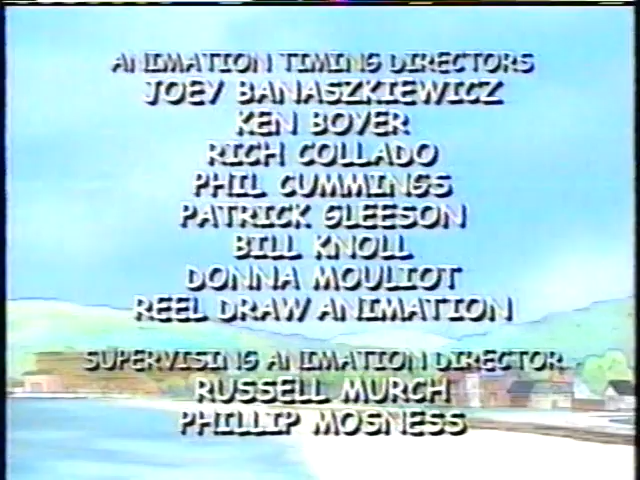 ANIMATION TIMING DIRECTORS
JOEY BANASZKIEWICZ
KEN BOYER
RICH COLLADO
PHIL CUMMINGS
PATRICK GLEESON
BILL KNOLL
DONNA MOULIOT
REEL DRAW ANIMATION
SUPERVISING ANIMATION DIRECTOR
RUSSELL MURCH
PHILLIP MOSNESS